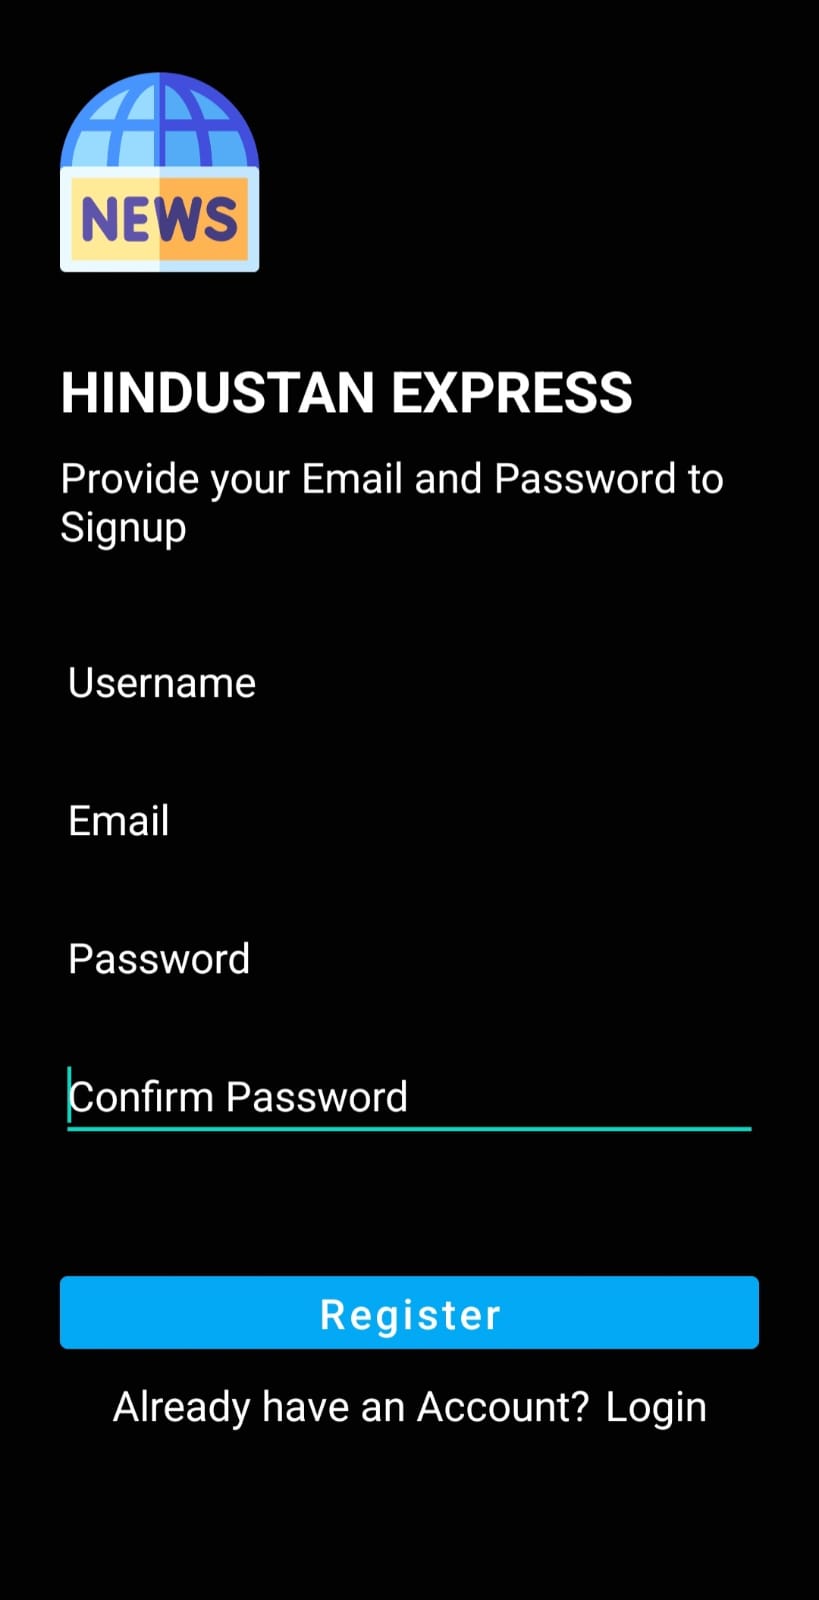 NEWS
HINDUSTAN EXPRESS
Provide your Email and Password to
Signup
Username
Email
Password
Confirm Password
Register
Already have an Account? Login